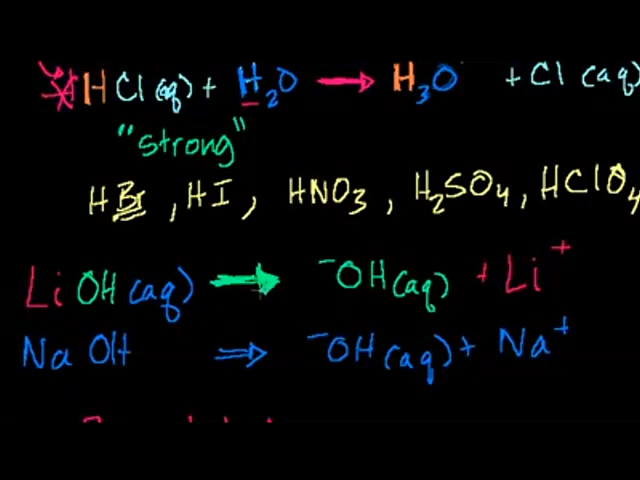 HCl(aq) + H₂O → H₃O + Cl (aq)
"strong"
HBr, HI, HNO₃, H₂SO₄, HClO₄
LiOH(aq) → ⁻OH(aq) + Li⁺
NaOH ⇒ ⁻OH(aq) + Na⁺